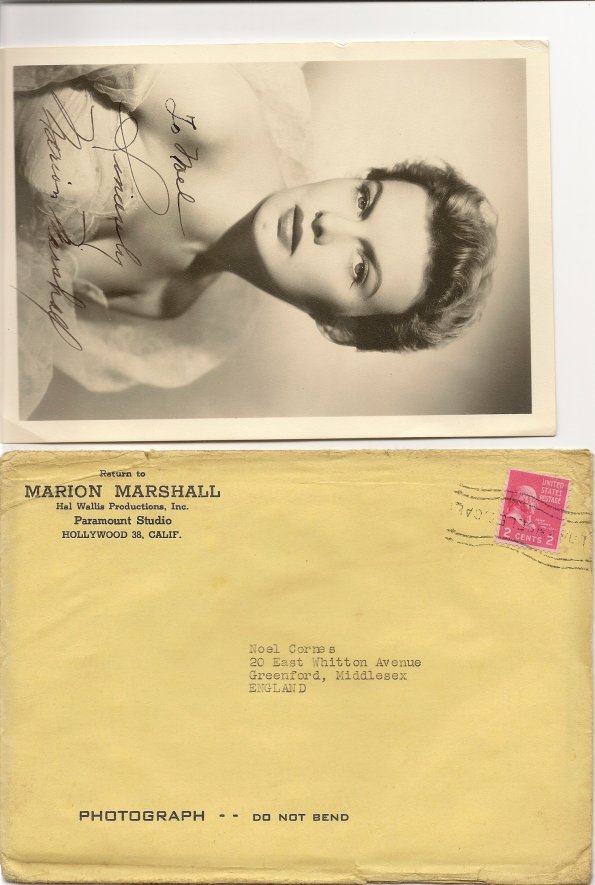 To Noel
Sincerely
Marion Marshall
Return to
MARION MARSHALL
Hal Wallis Productions, Inc.
Paramount Studio
HOLLYWOOD 38, CALIF.
UNITED
STATES
POSTAGE
2 CENTS 2
Noel Cornes
20 East Whitton Avenue
Greenford, Middlesex
ENGLAND
PHOTOGRAPH -- DO NOT BEND